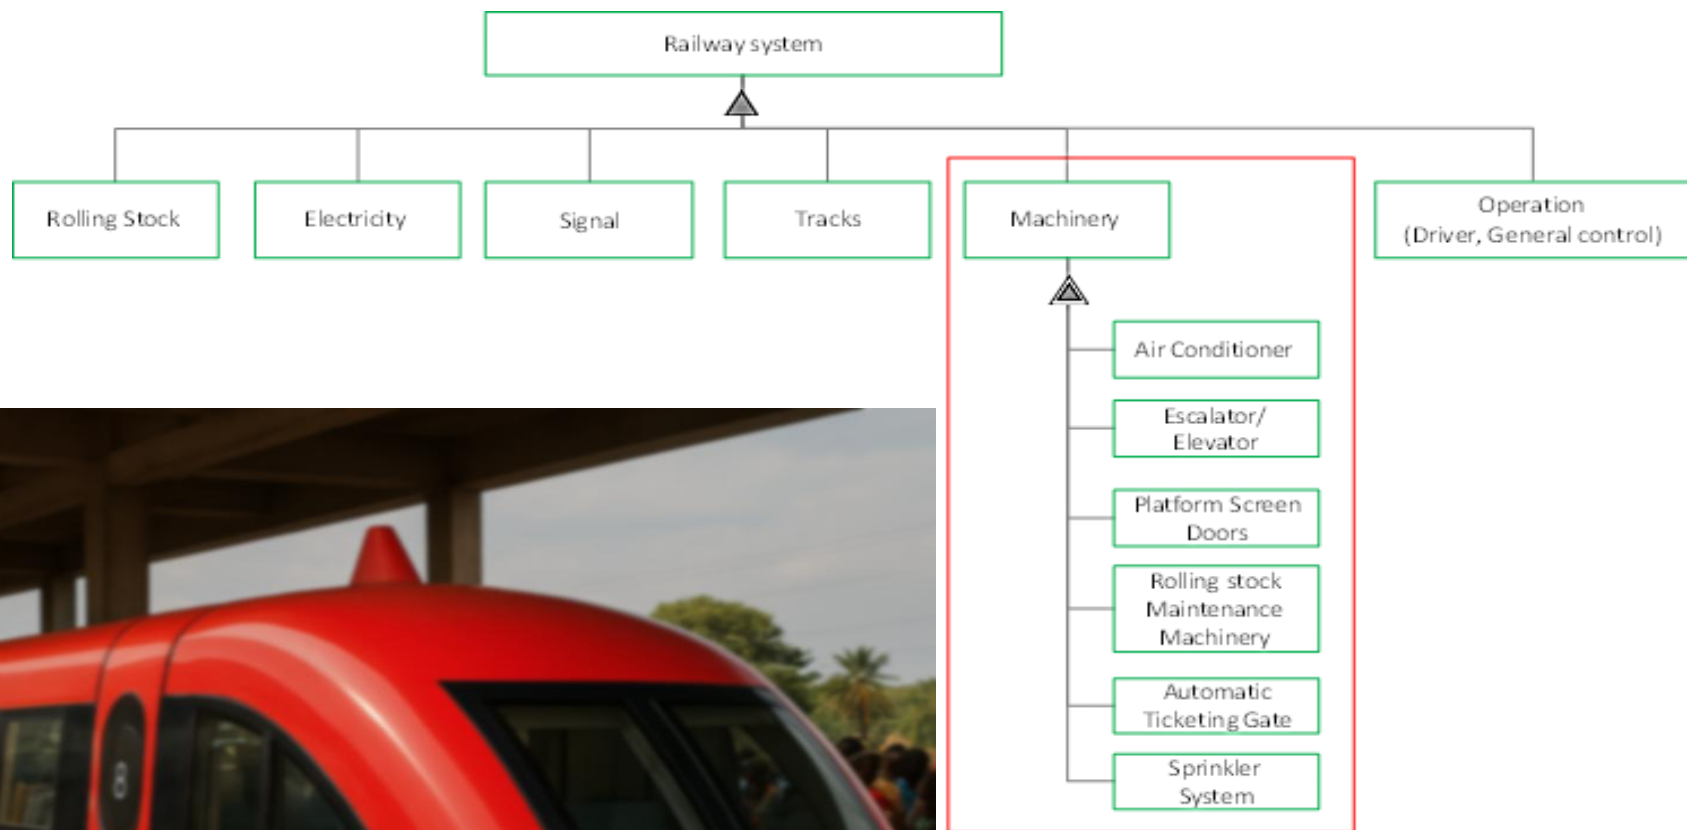 Railway system
Rolling Stock
Electricity
Signal
Tracks
Machinery
Operation
(Driver, General control)
Air Conditioner
Escalator/
Elevator
Platform Screen
Doors
Rolling stock
Maintenance
Machinery
Automatic
Ticketing Gate
Sprinkler
System
8